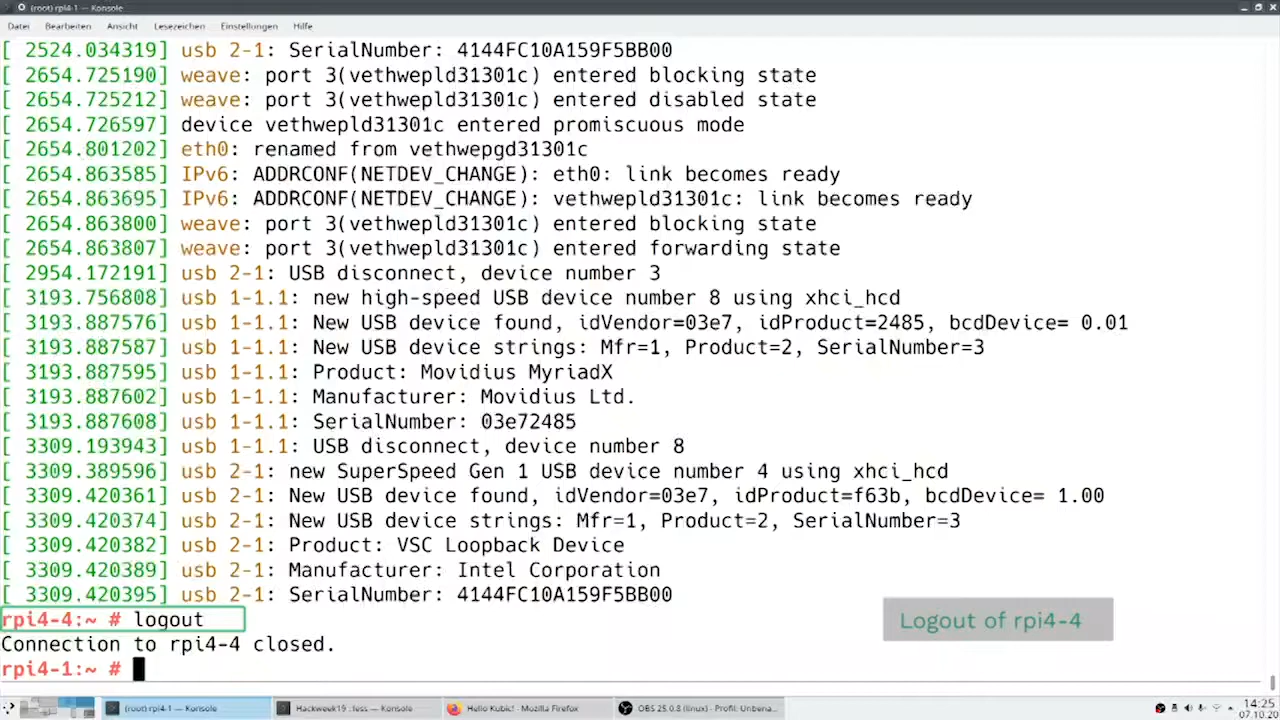 (root) rpi4-1 — Konsole
Datei Bearbeiten Ansicht Lesezeichen Einstellungen Hilfe
[ 2524.034319] usb 2-1: SerialNumber: 4144FC10A159F5BB00
[ 2654.725190] weave: port 3(vethwepld31301c) entered blocking state
[ 2654.725212] weave: port 3(vethwepld31301c) entered disabled state
[ 2654.726597] device vethwepld31301c entered promiscuous mode
[ 2654.801202] eth0: renamed from vethwepgd31301c
[ 2654.863585] IPv6: ADDRCONF(NETDEV_CHANGE): eth0: link becomes ready
[ 2654.863695] IPv6: ADDRCONF(NETDEV_CHANGE): vethwepld31301c: link becomes ready
[ 2654.863800] weave: port 3(vethwepld31301c) entered blocking state
[ 2654.863807] weave: port 3(vethwepld31301c) entered forwarding state
[ 2954.172191] usb 2-1: USB disconnect, device number 3
[ 3193.756808] usb 1-1.1: new high-speed USB device number 8 using xhci_hcd
[ 3193.887576] usb 1-1.1: New USB device found, idVendor=03e7, idProduct=2485, bcdDevice= 0.01
[ 3193.887587] usb 1-1.1: New USB device strings: Mfr=1, Product=2, SerialNumber=3
[ 3193.887595] usb 1-1.1: Product: Movidius MyriadX
[ 3193.887602] usb 1-1.1: Manufacturer: Movidius Ltd.
[ 3193.887608] usb 1-1.1: SerialNumber: 03e72485
[ 3309.193943] usb 1-1.1: USB disconnect, device number 8
[ 3309.389596] usb 2-1: new SuperSpeed Gen 1 USB device number 4 using xhci_hcd
[ 3309.420361] usb 2-1: New USB device found, idVendor=03e7, idProduct=f63b, bcdDevice= 1.00
[ 3309.420374] usb 2-1: New USB device strings: Mfr=1, Product=2, SerialNumber=3
[ 3309.420382] usb 2-1: Product: VSC Loopback Device
[ 3309.420389] usb 2-1: Manufacturer: Intel Corporation
[ 3309.420395] usb 2-1: SerialNumber: 4144FC10A159F5BB00
rpi4-4:~ # logout
Logout of rpi4-4
Connection to rpi4-4 closed.
rpi4-1:~ #
(root) rpi4-1 — Konsole Hackweek19 : less — Konsole Hello Kubic! - Mozilla Firefox OBS 25.0.8 (linux) - Profil: Unbena... 14:25
07.10.20